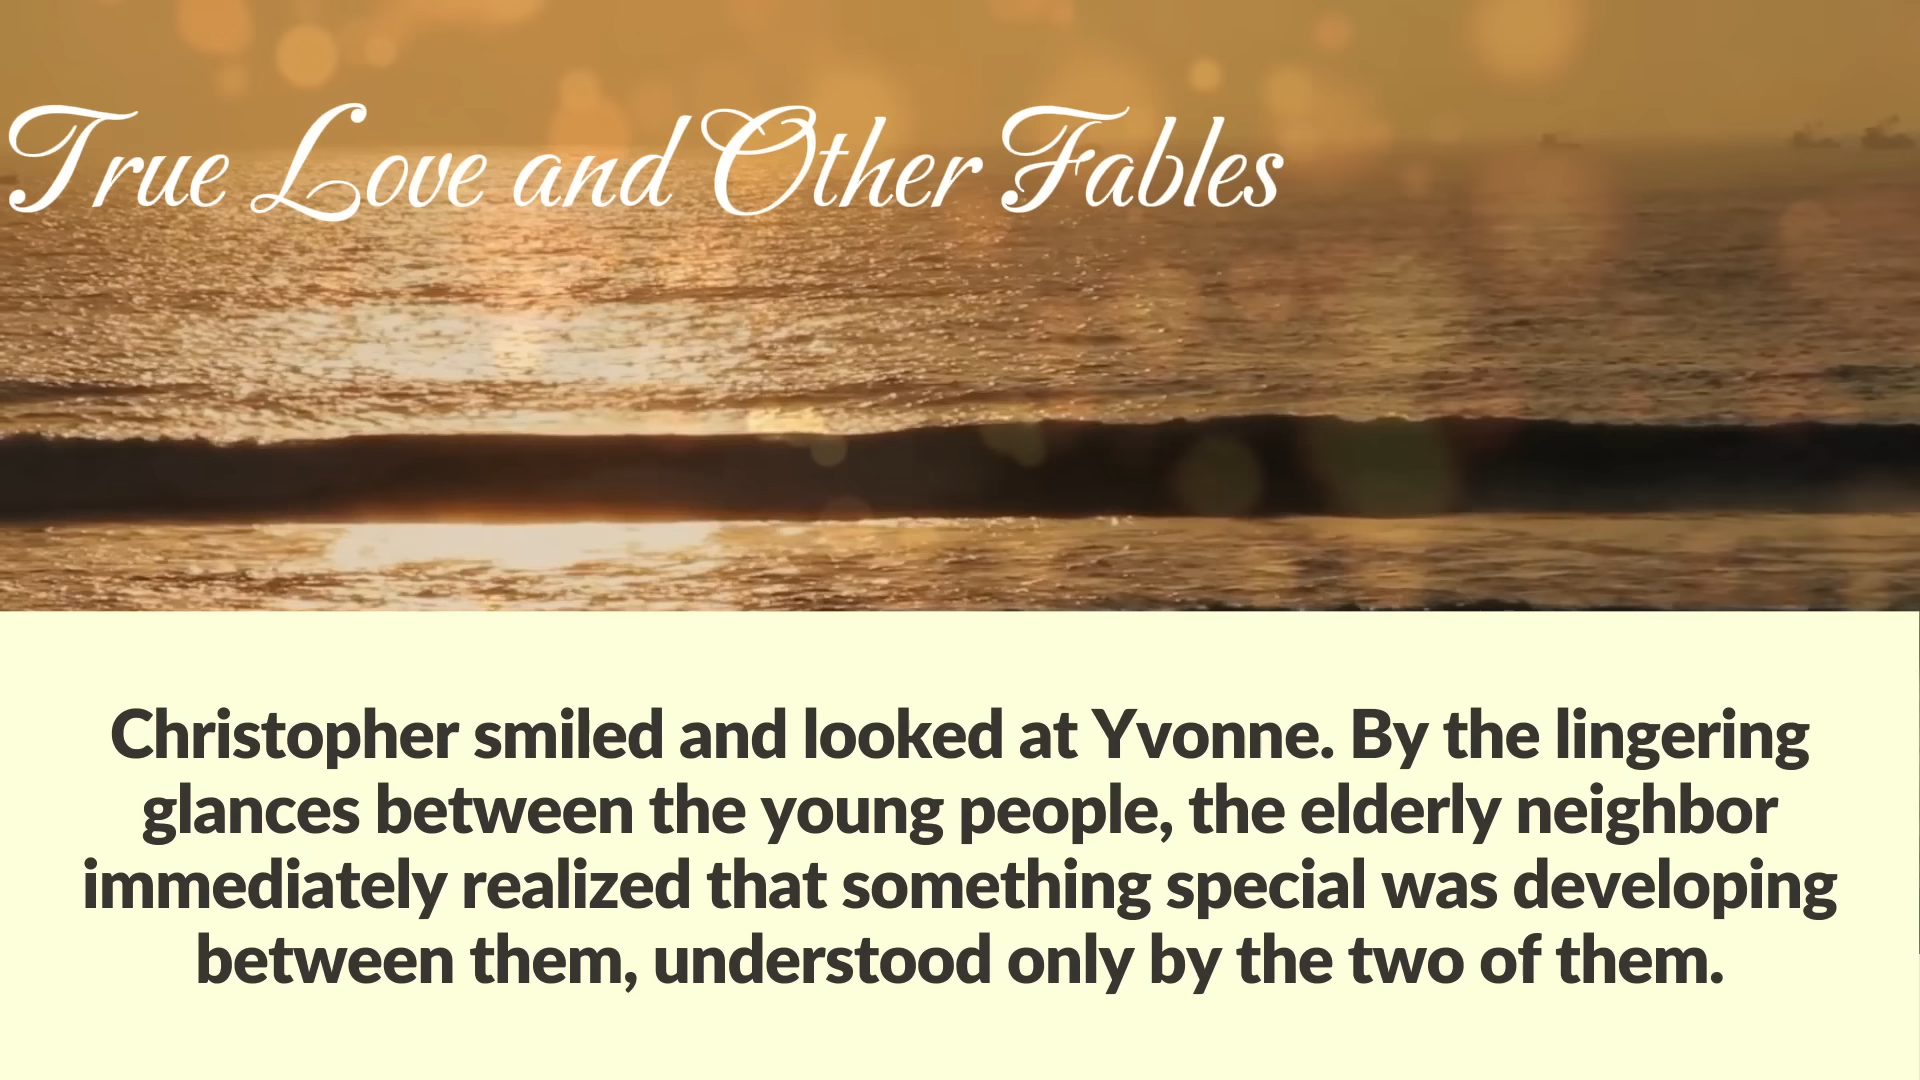 True Love and Other Fables
Christopher smiled and looked at Yvonne. By the lingering
glances between the young people, the elderly neighbor
immediately realized that something special was developing
between them, understood only by the two of them.